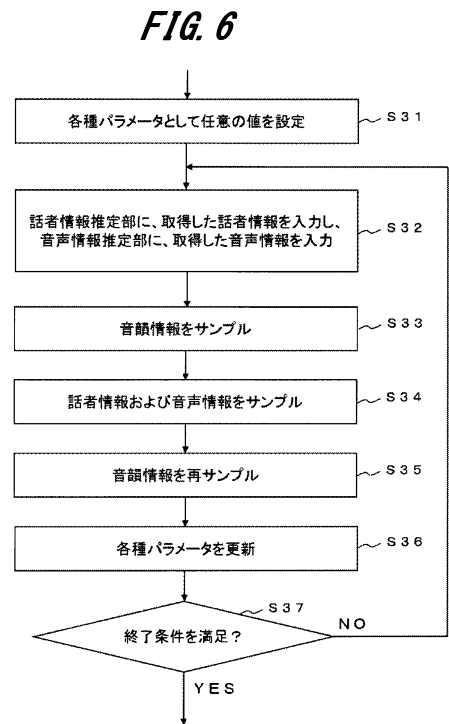 FIG. 6
各種パラメータとして任意の値を設定
S31
話者情報推定部に、取得した話者情報を入力し、
音声情報推定部に、取得した音声情報を入力
S32
音韻情報をサンプル
S33
話者情報および音声情報をサンプル
S34
音韻情報を再サンプル
S35
各種パラメータを更新
S36
S37
終了条件を満足?
NO
YES